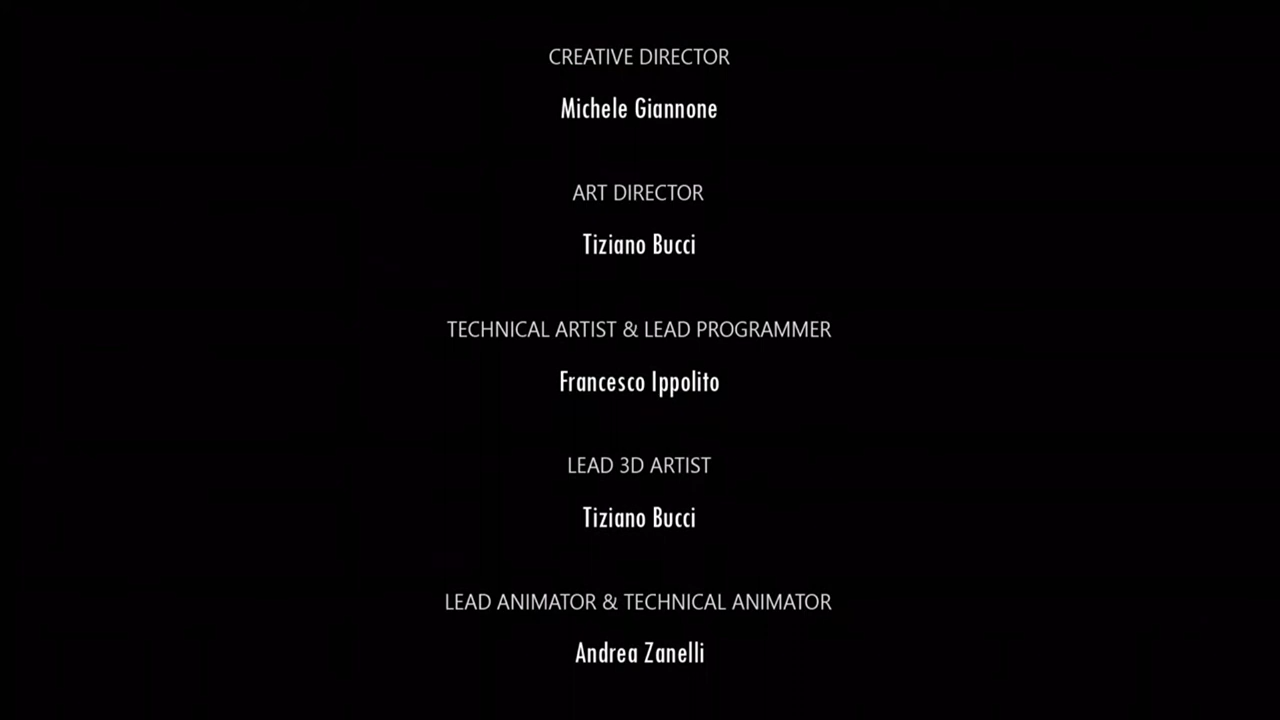 CREATIVE DIRECTOR
Michele Giannone
ART DIRECTOR
Tiziano Bucci
TECHNICAL ARTIST & LEAD PROGRAMMER
Francesco Ippolito
LEAD 3D ARTIST
Tiziano Bucci
LEAD ANIMATOR & TECHNICAL ANIMATOR
Andrea Zanelli